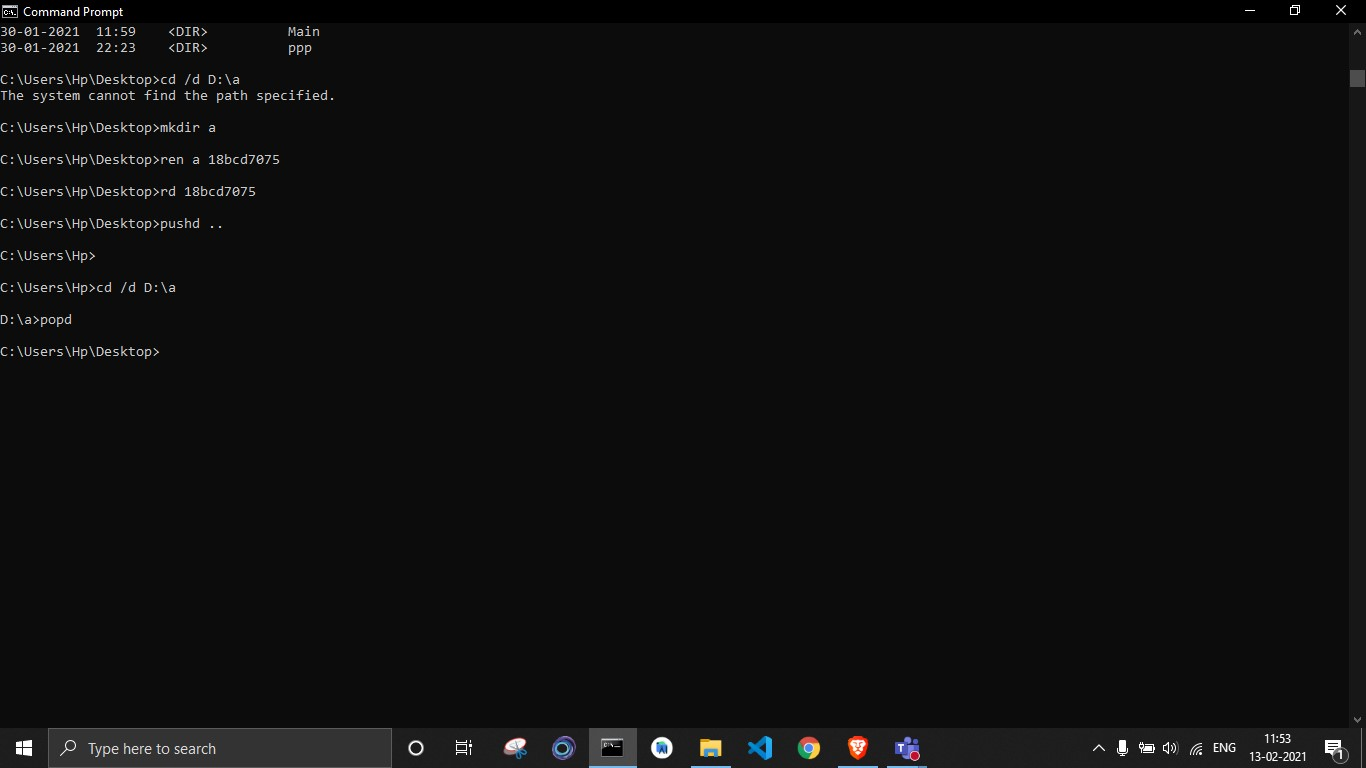 Command Prompt
30-01-2021  11:59    <DIR>          Main
30-01-2021  22:23    <DIR>          ppp
C:\Users\Hp\Desktop>cd /d D:\a
The system cannot find the path specified.
C:\Users\Hp\Desktop>mkdir a
C:\Users\Hp\Desktop>ren a 18bcd7075
C:\Users\Hp\Desktop>rd 18bcd7075
C:\Users\Hp\Desktop>pushd ..
C:\Users\Hp>
C:\Users\Hp>cd /d D:\a
D:\a>popd
C:\Users\Hp\Desktop>
Type here to search
ENG
11:53
13-02-2021
1